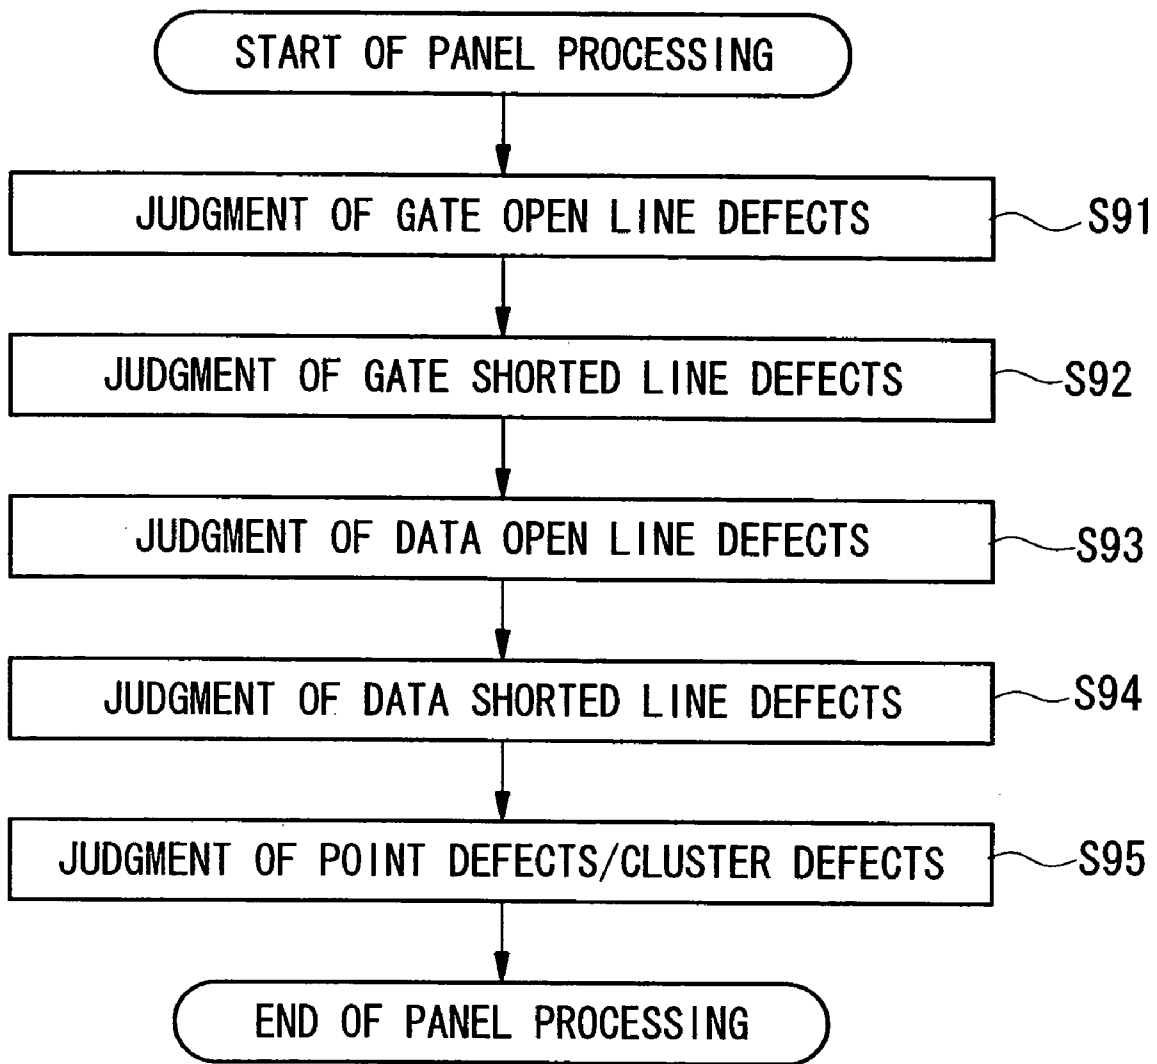 START OF PANEL PROCESSING
JUDGMENT OF GATE OPEN LINE DEFECTS
S91
JUDGMENT OF GATE SHORTED LINE DEFECTS
S92
JUDGMENT OF DATA OPEN LINE DEFECTS
S93
JUDGMENT OF DATA SHORTED LINE DEFECTS
S94
JUDGMENT OF POINT DEFECTS/CLUSTER DEFECTS
S95
END OF PANEL PROCESSING